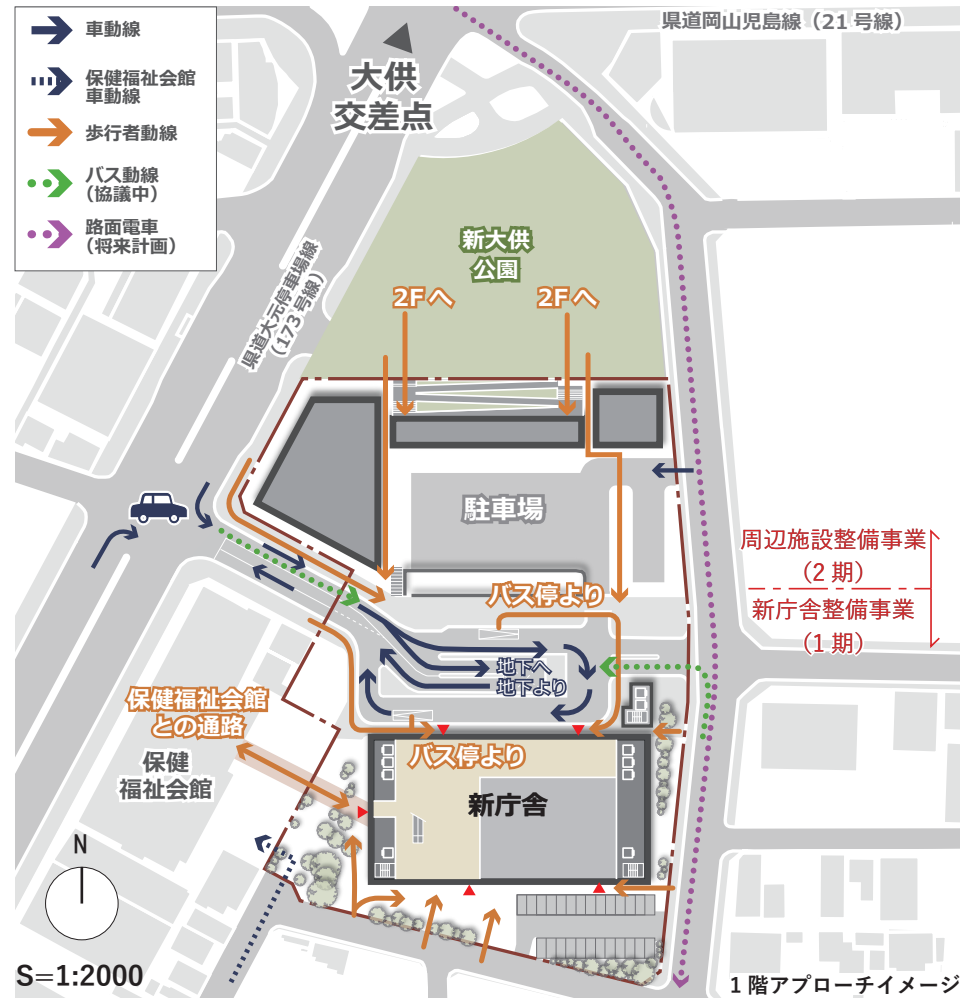 車動線
保健福祉会館
車動線
歩行者動線
バス動線
(協議中)
路面電車
(将来計画)
県道岡山児島線（21 号線）
大供
交差点
県道大元停車場線
(173号線)
新大供
公園
2F へ
2F へ
駐車場
周辺施設整備事業
（2 期）
新庁舎整備事業
（1 期）
バス停より
地下へ
地下より
保健福祉会館
との通路
保健
福祉会館
バス停より
新庁舎
N
S=1:2000
1 階アプローチイメージ